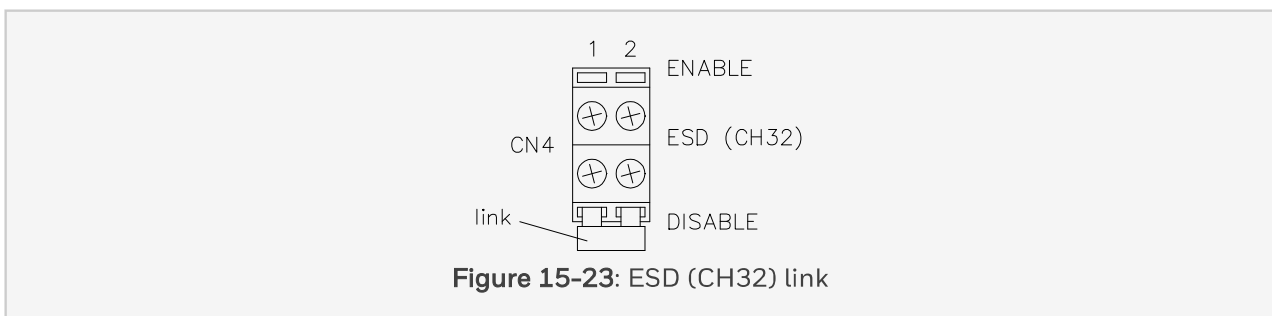 1 2
ENABLE
CN4
ESD (CH32)
link
DISABLE
Figure 15-23: ESD (CH32) link